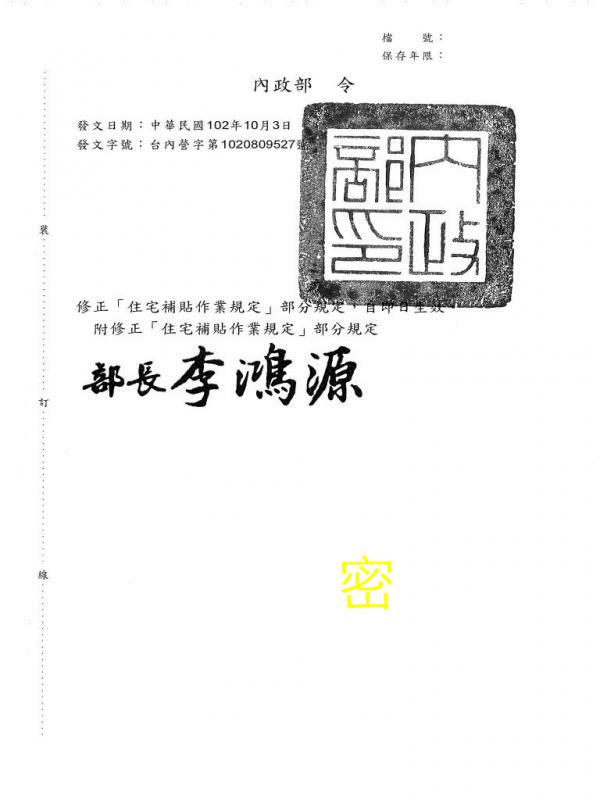 檔　　號：
保存年限：
內政部　令
發文日期：中華民國102年10月3日
發文字號：台內營字第1020809527號
內政部印
修正「住宅補貼作業規定」部分規定，自即日生效。
附修正「住宅補貼作業規定」部分規定
部長李鴻源
密
裝
訂
線